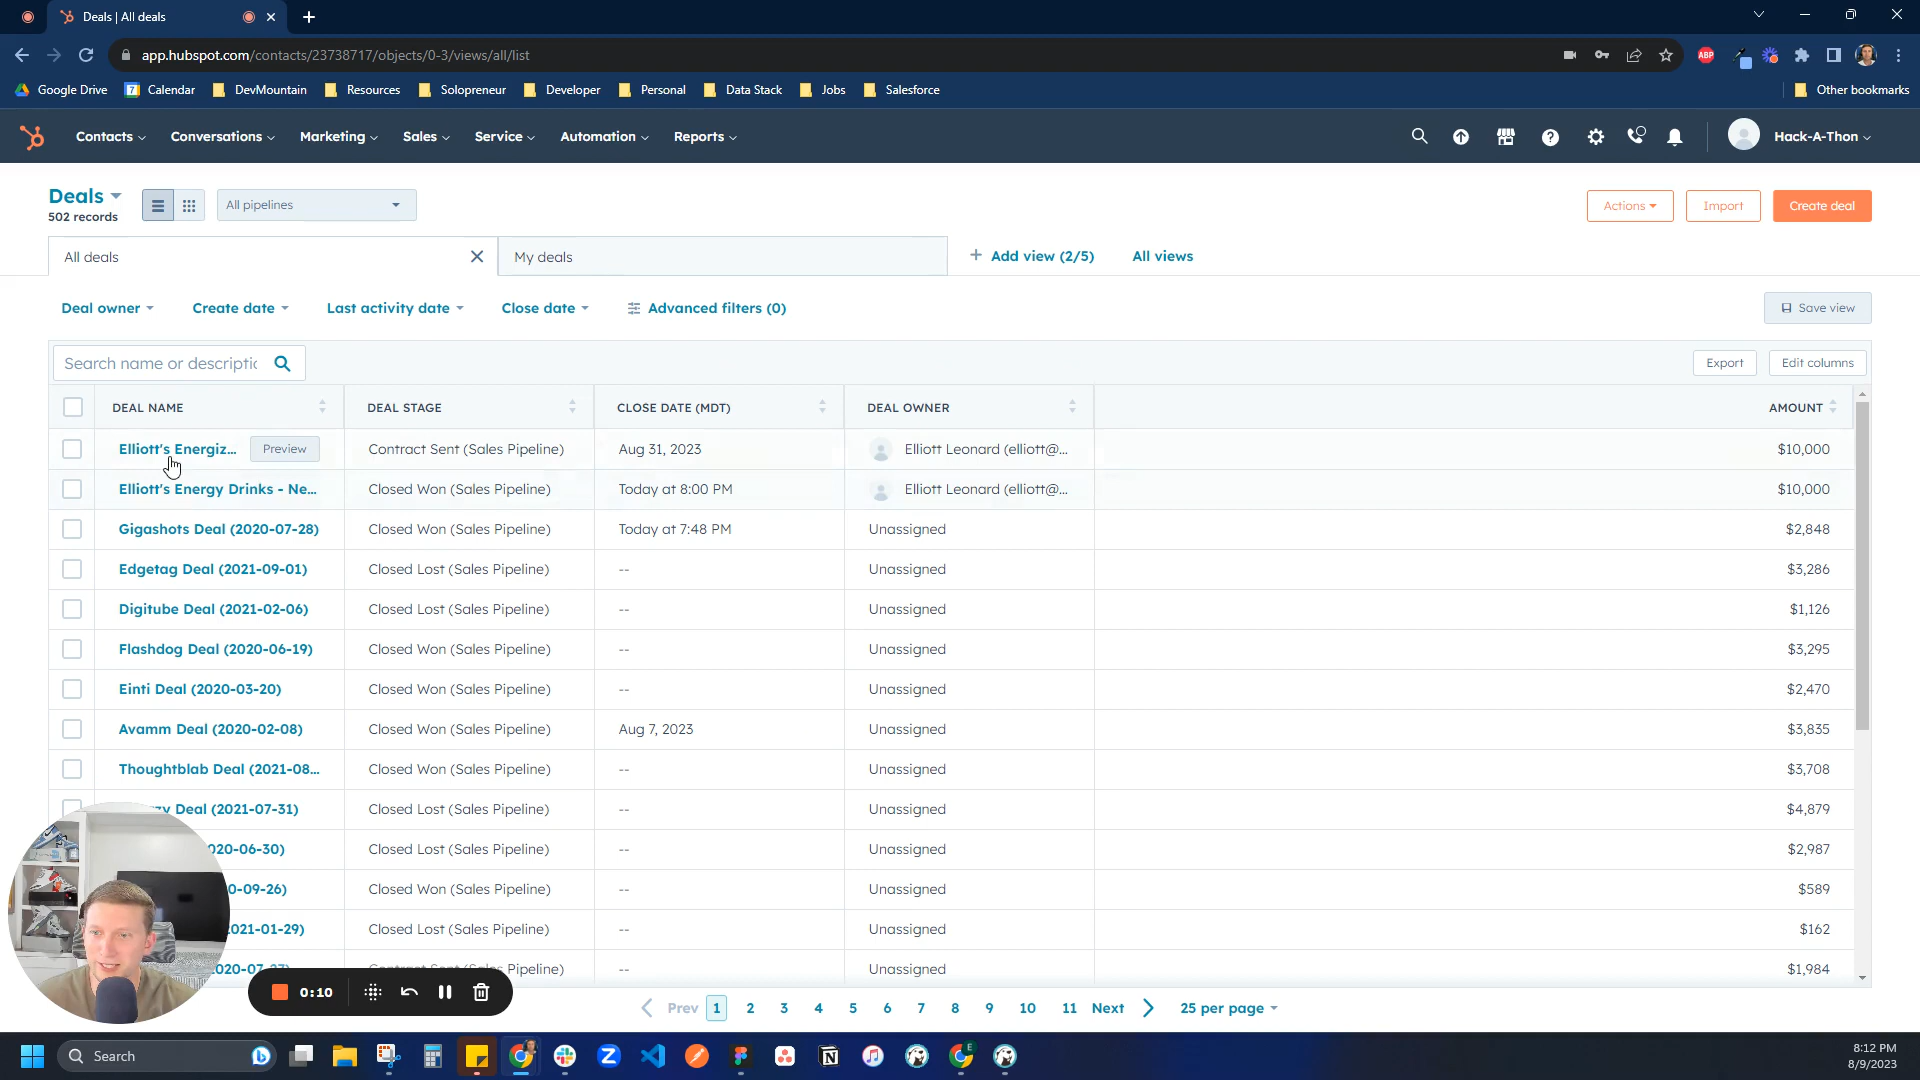 Deals | All deals
app.hubspot.com/contacts/23738717/objects/0-3/views/all/list
ABP
Google Drive
7 Calendar
DevMountain
Resources
Solopreneur
Developer
Personal
Data Stack
Jobs
Salesforce
Other bookmarks
Contacts
Conversations
Marketing
Sales
Service
Automation
Reports
Hack-A-Thon
Deals
502 records
All pipelines
Actions
Import
Create deal
All deals
My deals
Add view (2/5)
All views
Deal owner
Create date
Last activity date
Close date
Advanced filters (0)
Save view
Search name or descriptic
Export
Edit columns
DEAL NAME DEAL STAGE CLOSE DATE (MDT) DEAL OWNER AMOUNT
Elliott's Energiz... Preview Contract Sent (Sales Pipeline) Aug 31, 2023 Elliott Leonard (elliott@... $10,000
Elliott's Energy Drinks - Ne... Closed Won (Sales Pipeline) Today at 8:00 PM Elliott Leonard (elliott@... $10,000
Gigashots Deal (2020-07-28) Closed Won (Sales Pipeline) Today at 7:48 PM Unassigned $2,848
Edgetag Deal (2021-09-01) Closed Lost (Sales Pipeline) -- Unassigned $3,286
Digitube Deal (2021-02-06) Closed Lost (Sales Pipeline) -- Unassigned $1,126
Flashdog Deal (2020-06-19) Closed Won (Sales Pipeline) -- Unassigned $3,295
Einti Deal (2020-03-20) Closed Won (Sales Pipeline) -- Unassigned $2,470
Avamm Deal (2020-02-08) Closed Won (Sales Pipeline) Aug 7, 2023 Unassigned $3,835
Thoughtblab Deal (2021-08... Closed Won (Sales Pipeline) -- Unassigned $3,708
Deal (2021-07-31) Closed Lost (Sales Pipeline) -- Unassigned $4,879
020-06-30) Closed Lost (Sales Pipeline) -- Unassigned $2,987
0-09-26) Closed Won (Sales Pipeline) -- Unassigned $589
2021-01-29) Closed Lost (Sales Pipeline) -- Unassigned $162
Contract Sent (Sales Pipeline) -- Unassigned $1,984
0:10
Prev 1 2 3 4 5 6 7 8 9 10 11 Next 25 per page
Search
8:12 PM
8/9/2023